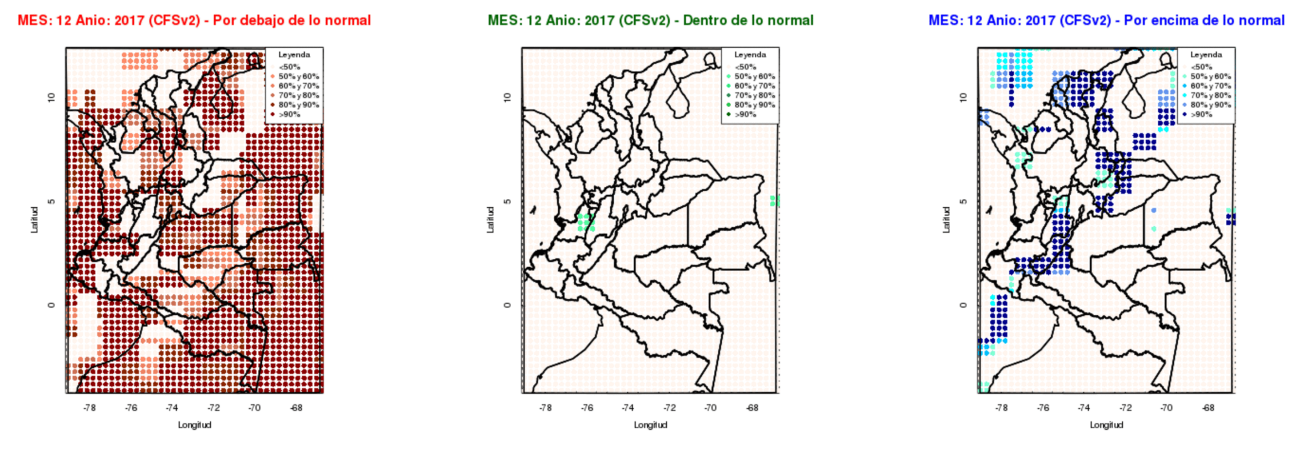 MES: 12 Anio: 2017 (CFSv2) - Por debajo de lo normal
Leyenda
<50%
50% y 60%
60% y 70%
70% y 80%
80% y 90%
>90%
10
5
0
Latitud
-78
-76
-74
-72
-70
-68
Longitud
MES: 12 Anio: 2017 (CFSv2) - Dentro de lo normal
Leyenda
<50%
50% y 60%
60% y 70%
70% y 80%
80% y 90%
>90%
10
5
0
Latitud
-78
-76
-74
-72
-70
-68
Longitud
MES: 12 Anio: 2017 (CFSv2) - Por encima de lo normal
Leyenda
<50%
50% y 60%
60% y 70%
70% y 80%
80% y 90%
>90%
10
5
0
Latitud
-78
-76
-74
-72
-70
-68
Longitud